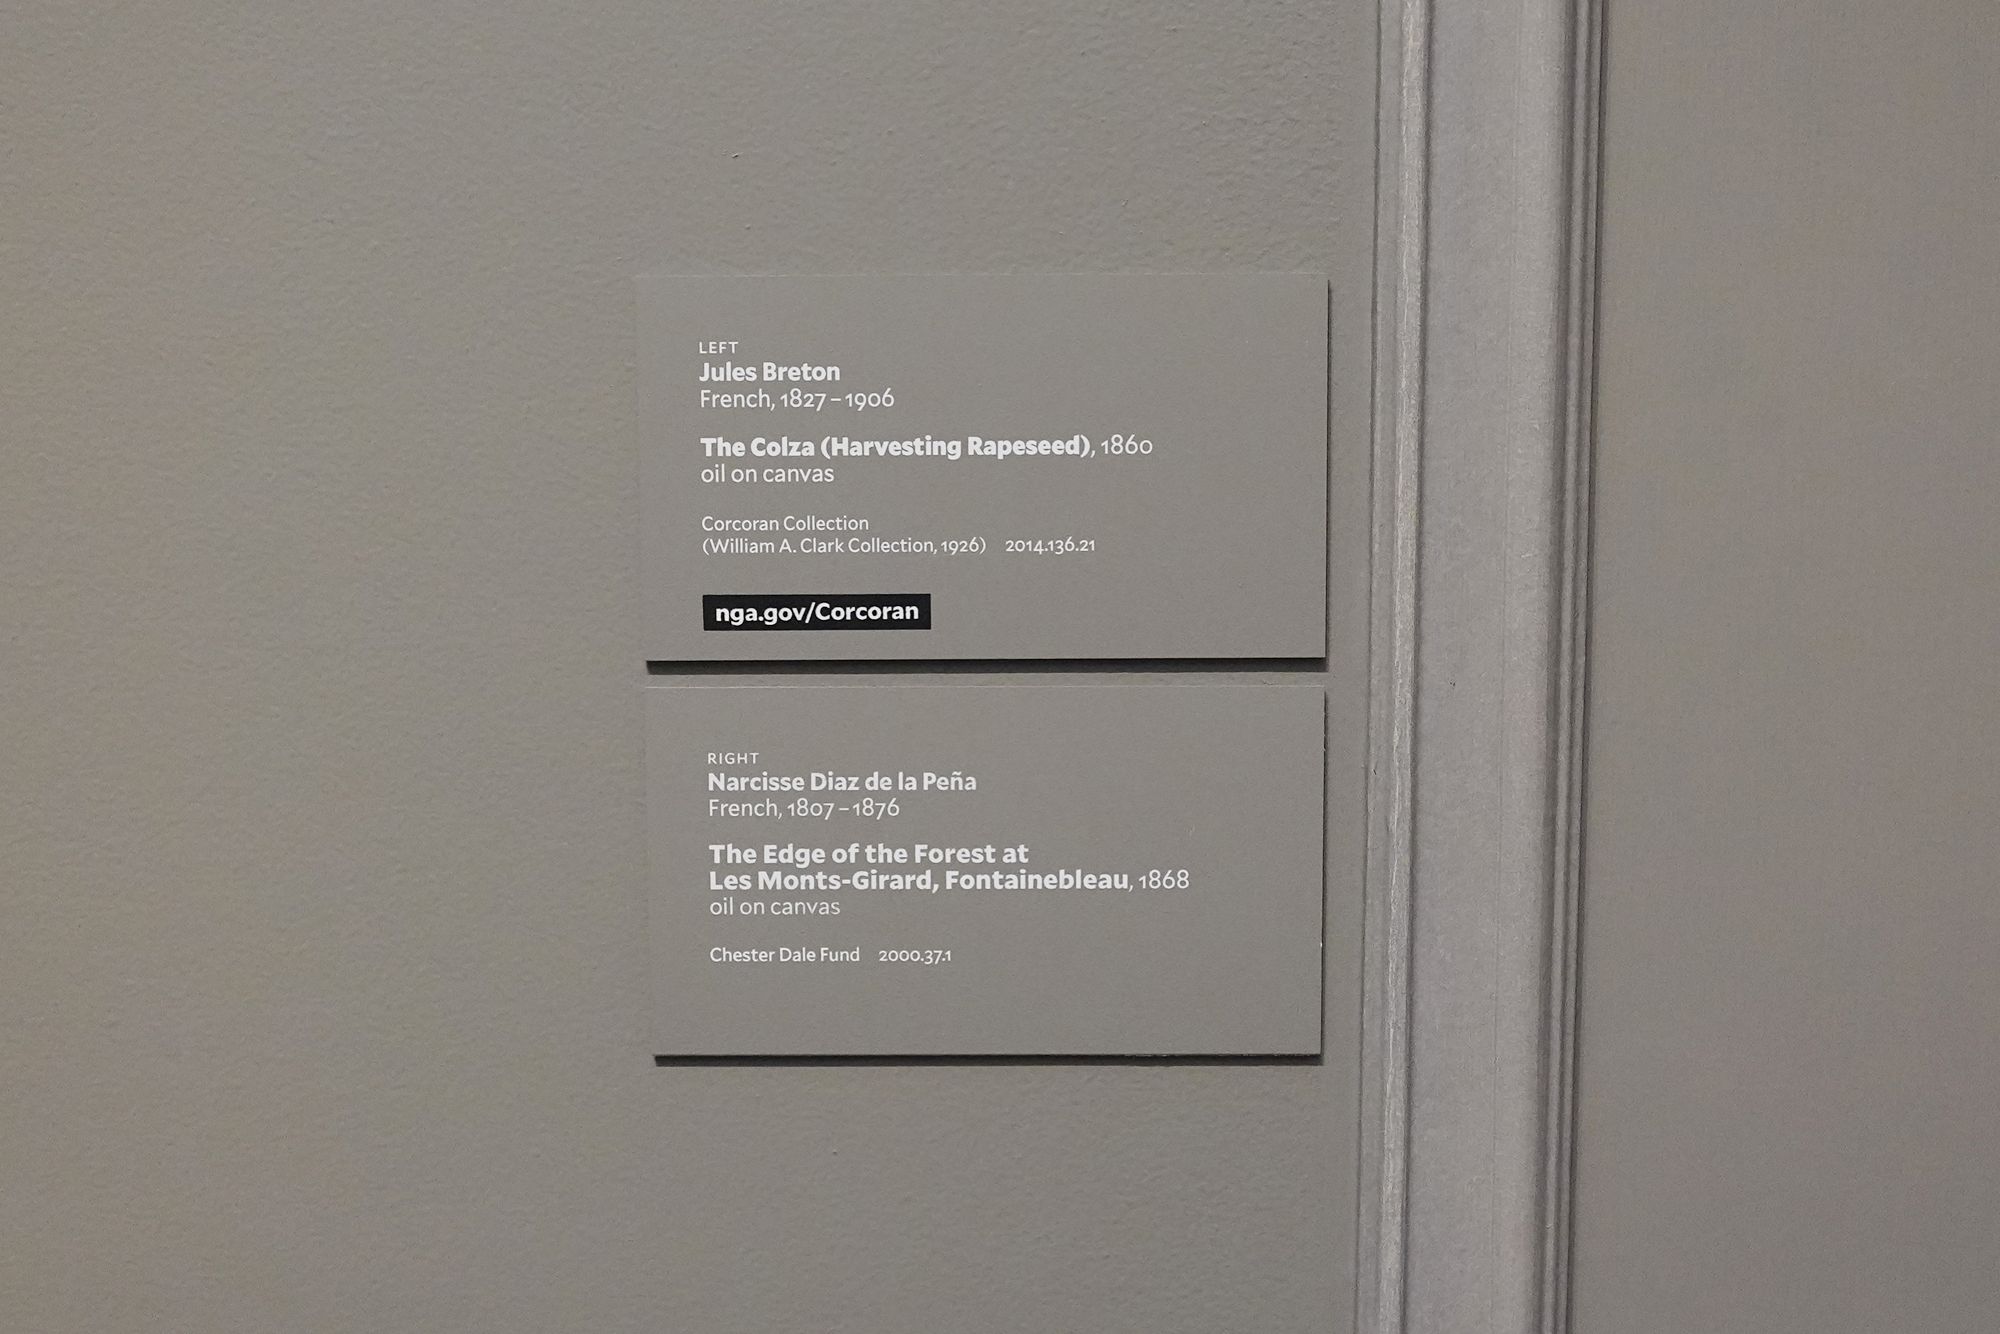 LEFT
Jules Breton
French, 1827 – 1906
The Colza (Harvesting Rapeseed), 1860
oil on canvas
Corcoran Collection
(William A. Clark Collection, 1926) 2014.136.21
nga.gov/Corcoran
RIGHT
Narcisse Diaz de la Peña
French, 1807 – 1876
The Edge of the Forest at
Les Monts-Girard, Fontainebleau, 1868
oil on canvas
Chester Dale Fund 2000.37.1